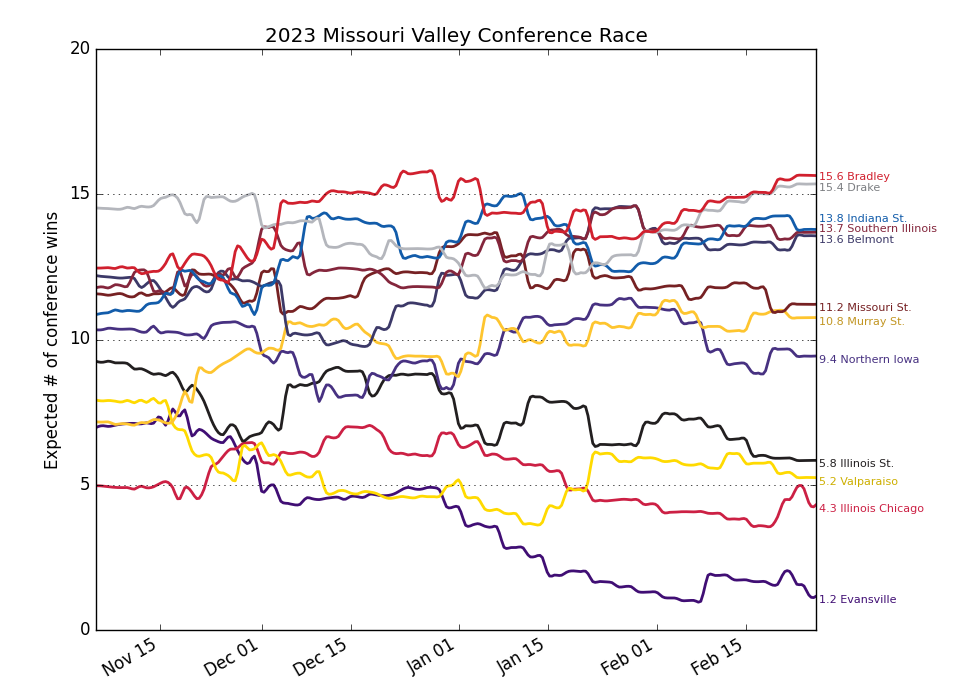 2023 Missouri Valley Conference Race
Expected # of conference wins
20
15
10
5
0
15.6 Bradley
15.4 Drake
13.8 Indiana St.
13.7 Southern Illinois
13.6 Belmont
11.2 Missouri St.
10.8 Murray St.
9.4 Northern Iowa
5.8 Illinois St.
5.2 Valparaiso
4.3 Illinois Chicago
1.2 Evansville
Nov 15
Dec 01
Dec 15
Jan 01
Jan 15
Feb 01
Feb 15